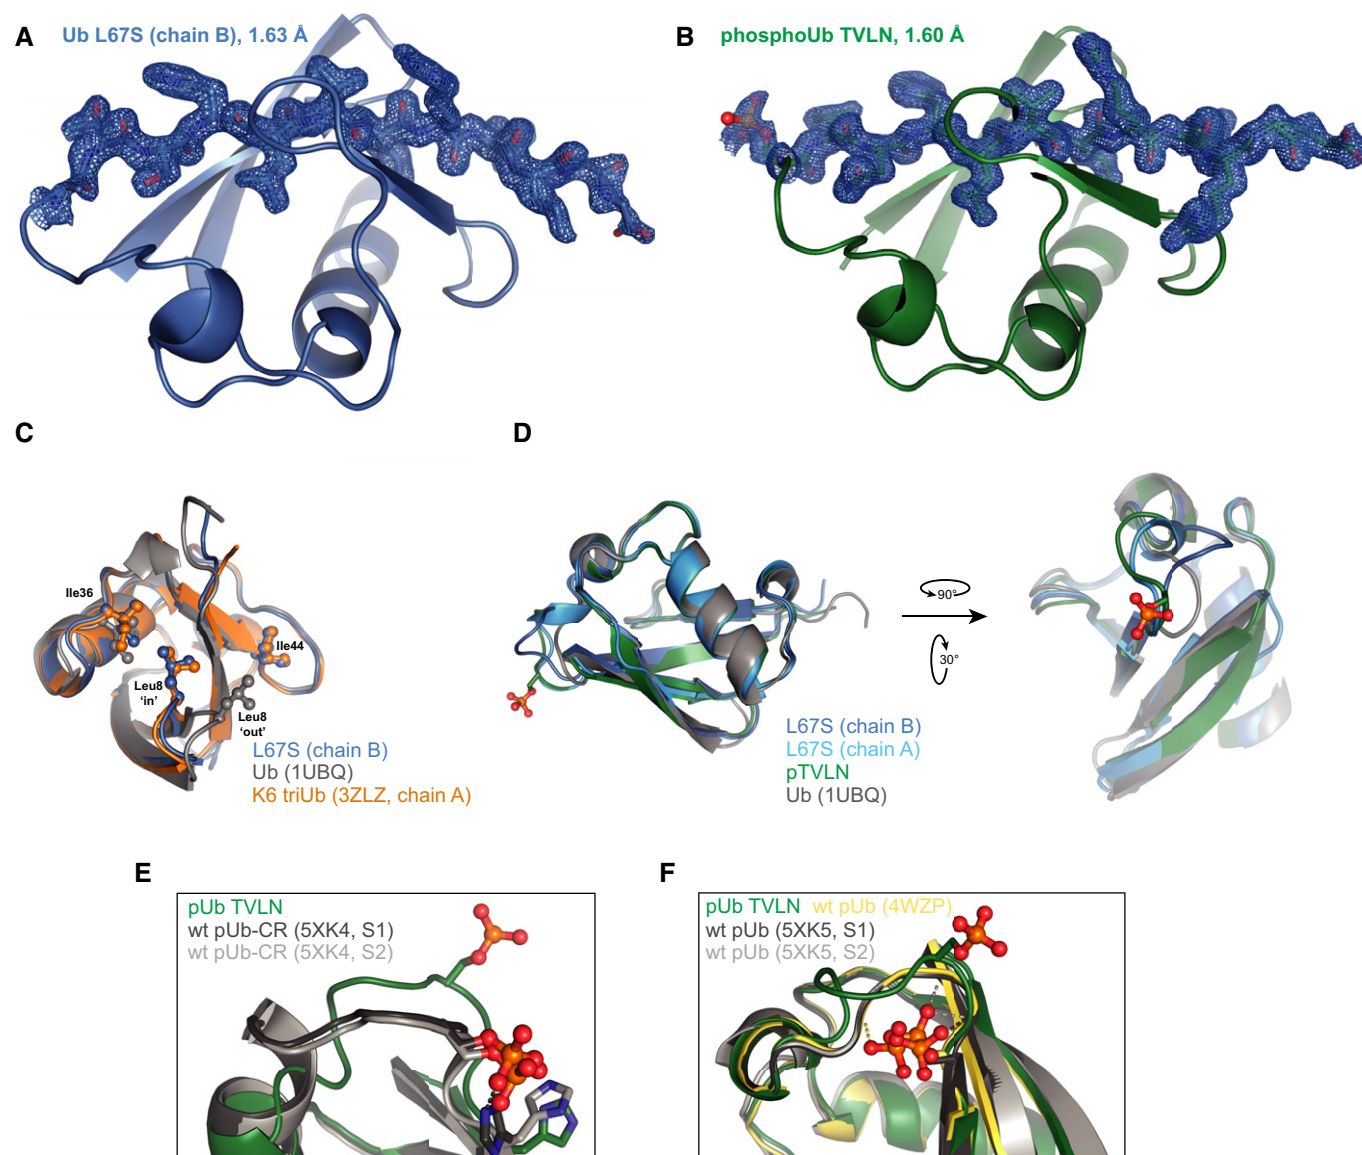 A
Ub L67S (chain B), 1.63 Å
B
phosphoUb TVLN, 1.60 Å
C
Ile36
Ile44
Leu8
‘in’
Leu8
‘out’
L67S (chain B)
Ub (1UBQ)
K6 triUb (3ZLZ, chain A)
D
90°
30°
L67S (chain B)
L67S (chain A)
pTVLN
Ub (1UBQ)
E
pUb TVLN
wt pUb-CR (5XK4, S1)
wt pUb-CR (5XK4, S2)
F
pUb TVLN wt pUb (4WZP)
wt pUb (5XK5, S1)
wt pUb (5XK5, S2)